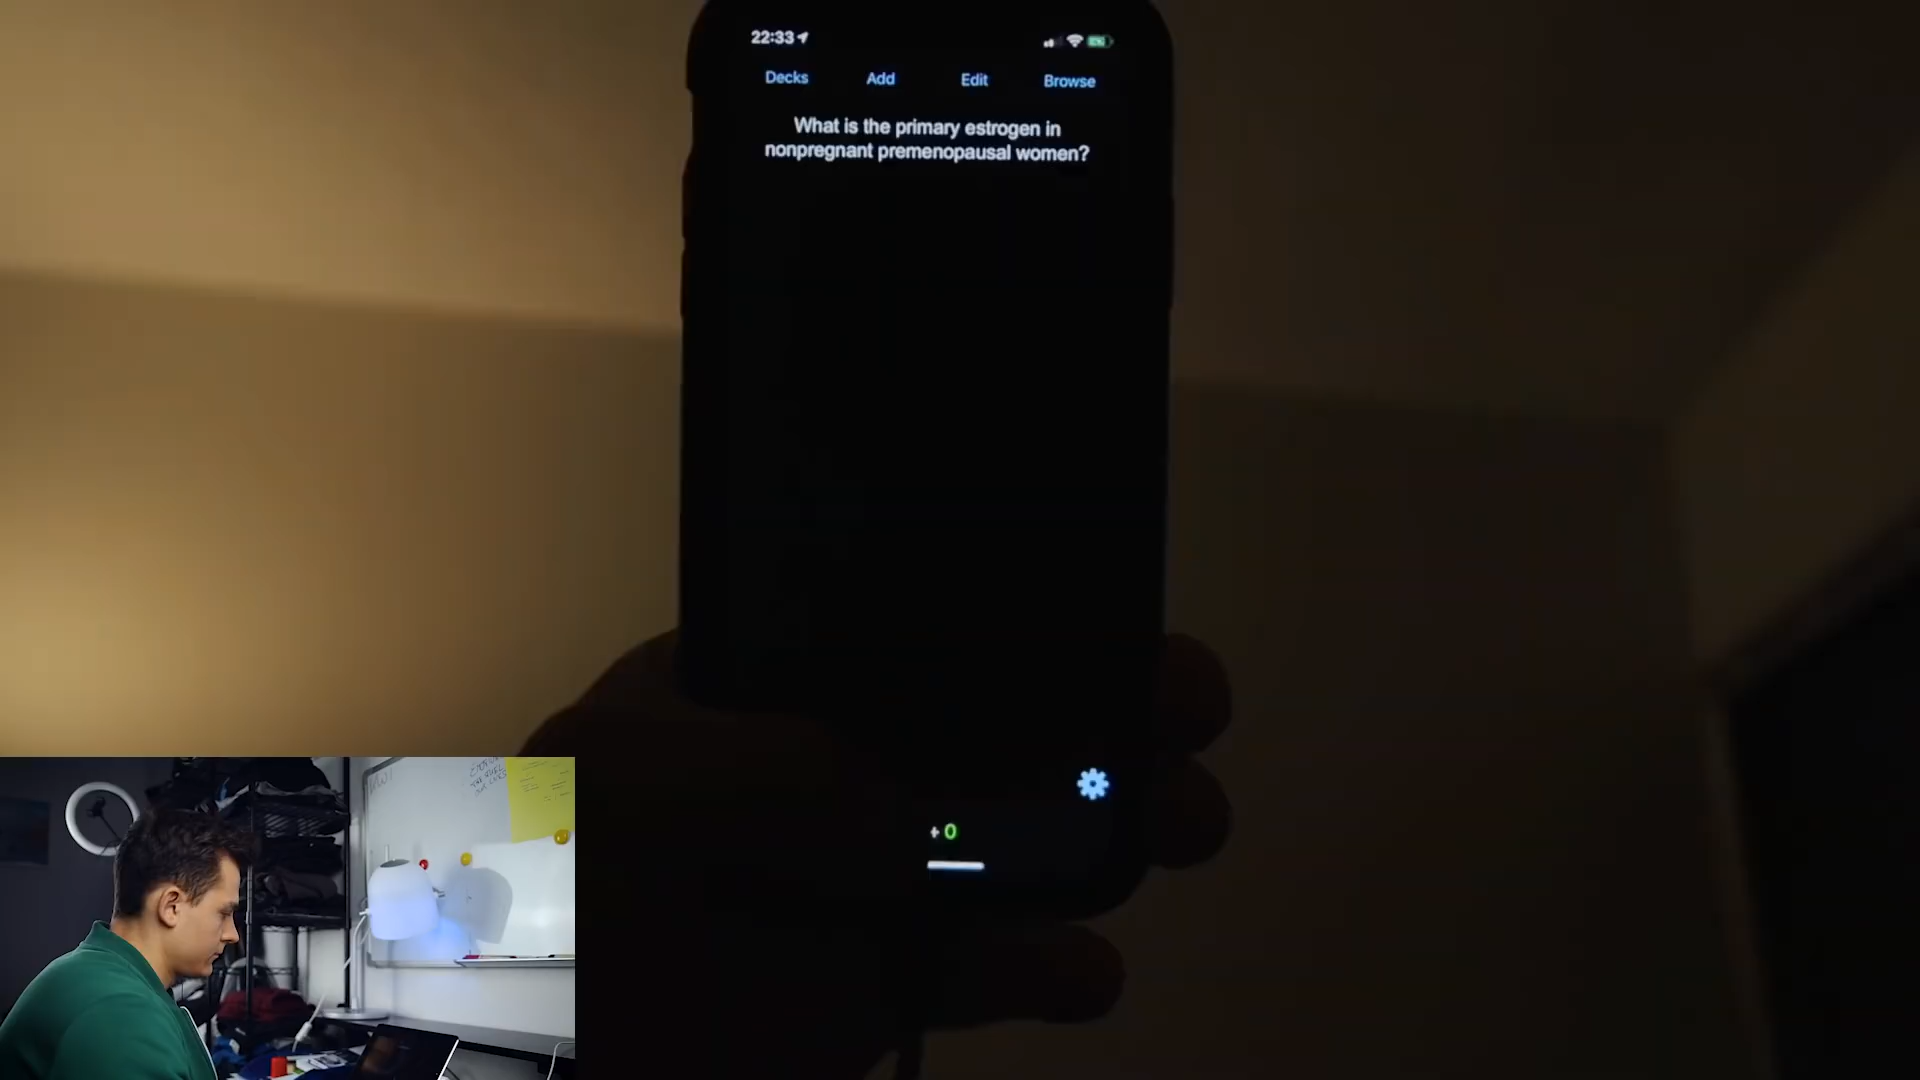 22:33
Decks Add Edit Browse
What is the primary estrogen in
nonpregnant premenopausal women?
+ 0